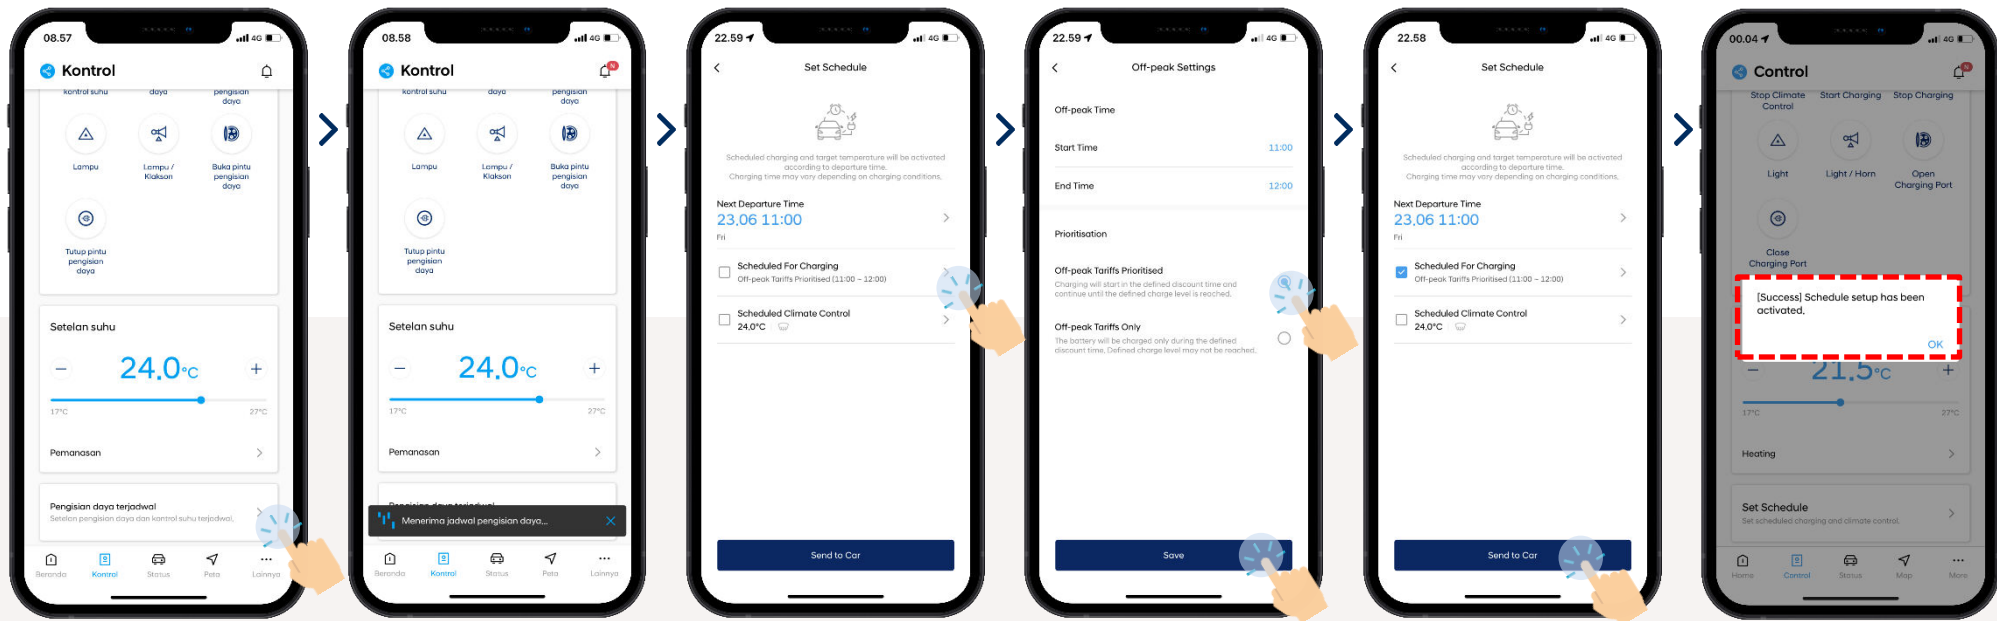 08.57
4G
Kontrol
kontrol suhu
daya
pengisian
daya
Lampu
Lampu /
Klakson
Buka pintu
pengisian
daya
Tutup pintu
pengisian
daya
Setelan suhu
24.0°C
17°C
27°C
Pemanasan
Pengisian daya terjadwal
Setelan pengisian daya dan kontrol suhu terjadwal.
Beranda
Kontrol
Status
Peta
Lainnya
08.58
4G
Kontrol
N
kontrol suhu
daya
pengisian
daya
Lampu
Lampu /
Klakson
Buka pintu
pengisian
daya
Tutup pintu
pengisian
daya
Setelan suhu
24.0°C
17°C
27°C
Pemanasan
Menerima jadwal pengisian daya...
Beranda
Kontrol
Status
Peta
Lainnya
22.59
4G
Set Schedule
Scheduled charging and target temperature will be activated
according to departure time.
Charging time may vary depending on charging conditions.
Next Departure Time
23.06 11:00
Fri
Scheduled For Charging
Off-peak Tariffs Prioritised (11:00 – 12:00)
Scheduled Climate Control
24.0°C
Send to Car
22.59
4G
Off-peak Settings
Off-peak Time
Start Time 11:00
End Time 12:00
Prioritisation
Off-peak Tariffs Prioritised
Charging will start in the defined discount time and
continue until the defined charge level is reached.
Off-peak Tariffs Only
The battery will be charged only during the defined
discount time. Defined charge level may not be reached.
Save
22.58
4G
Set Schedule
Scheduled charging and target temperature will be activated
according to departure time.
Charging time may vary depending on charging conditions.
Next Departure Time
23.06 11:00
Fri
Scheduled For Charging
Off-peak Tariffs Prioritised (11:00 – 12:00)
Scheduled Climate Control
24.0°C
Send to Car
00.04
4G
Control
N
Stop Climate
Control
Start Charging
Stop Charging
Light
Light / Horn
Open
Charging Port
Close
Charging Port
[Success] Schedule setup has been
activated.
OK
21.5°C
17°C
27°C
Heating
Set Schedule
Set scheduled charging and climate control.
Home
Control
Status
Map
More